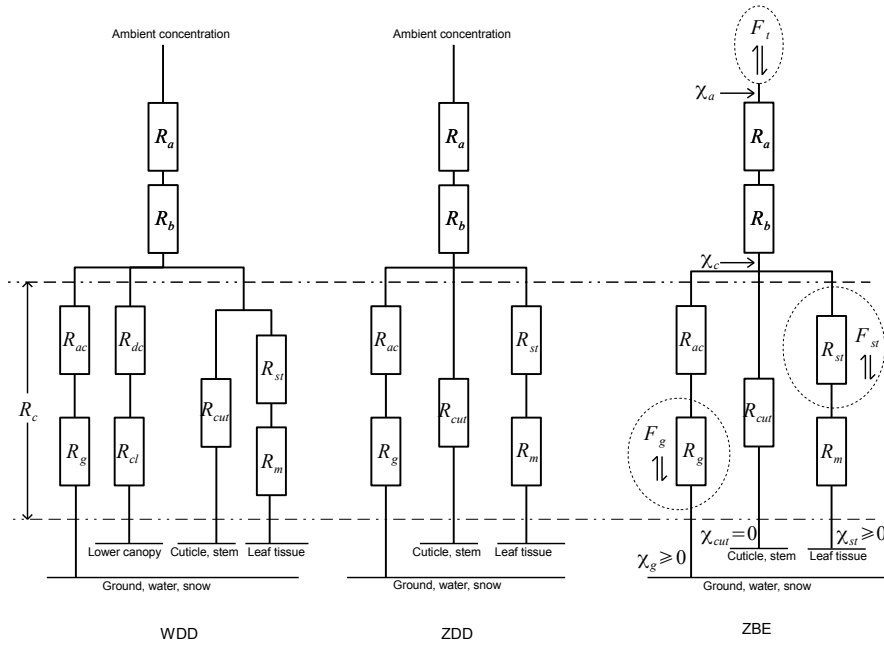 Ambient concentration
Ambient concentration
F_t
χ_a
R_a
R_a
R_a
R_b
R_b
R_b
χ_c
R_ac
R_dc
R_st
R_ac
R_st
R_ac
R_st
F_st
R_c
R_cut
R_cut
R_cut
R_g
R_cl
R_m
R_g
R_m
F_g
R_g
R_m
χ_cut=0
χ_st⩾0
Lower canopy
Cuticle, stem
Leaf tissue
Cuticle, stem
Leaf tissue
Cuticle, stem
Leaf tissue
χ_g⩾0
Ground, water, snow
Ground, water, snow
Ground, water, snow
WDD
ZDD
ZBE